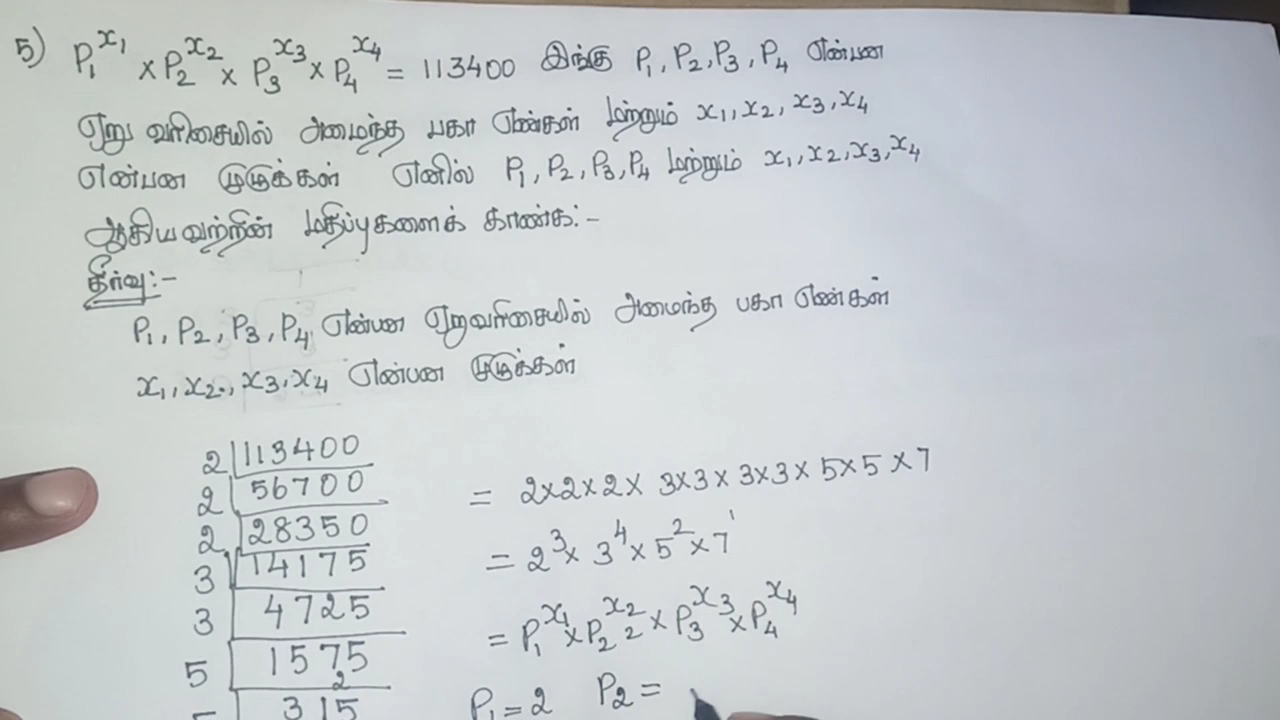 5) P₁^x₁ × P₂^x₂ × P₃^x₃ × P₄^x₄ = 113400 இங்கு P₁, P₂, P₃, P₄ என்பன
ஏறு வரிசையில் அமைந்த பகா எண்கள் மற்றும் x₁, x₂, x₃, x₄
என்பன முழுக்கள் எனில் P₁, P₂, P₃, P₄ மற்றும் x₁, x₂, x₃, x₄
ஆகியவற்றின் மதிப்புகளைக் காண்க:-
தீர்வு:-
P₁, P₂, P₃, P₄ என்பன ஏறுவரிசையில் அமைந்த பகா எண்கள்
x₁, x₂, x₃, x₄ என்பன முழுக்கள்
2 | 113400
2 | 56700
2 | 28350
3 | 14175
3 | 4725
5 | 1575
5 | 315
= 2×2×2× 3×3× 3×3× 5×5 ×7
= 2³ × 3⁴ × 5² × 7¹
= P₁^x₁ × P₂^x₂ × P₃^x₃ × P₄^x₄
P₁ = 2 P₂ =